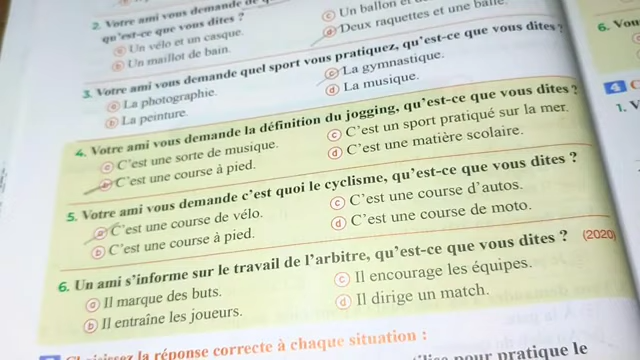 2. Votre ami vous demande
qu'est-ce que vous dites ?
ⓐ Un vélo et un casque.
ⓑ Un maillot de bain.
ⓒ Un ballon et
ⓓ Deux raquettes et une balle.
3. Votre ami vous demande quel sport vous pratiquez, qu'est-ce que vous dites ?
ⓐ La photographie.
ⓑ La peinture.
ⓒ La gymnastique.
ⓓ La musique.
4. Votre ami vous demande la définition du jogging, qu'est-ce que vous dites ?
ⓐ C'est une sorte de musique.
ⓑ C'est une course à pied.
ⓒ C'est un sport pratiqué sur la mer.
ⓓ C'est une matière scolaire.
5. Votre ami vous demande c'est quoi le cyclisme, qu'est-ce que vous dites ?
ⓐ C'est une course de vélo.
ⓑ C'est une course à pied.
ⓒ C'est une course d'autos.
ⓓ C'est une course de moto.
6. Un ami s'informe sur le travail de l'arbitre, qu'est-ce que vous dites ? (2020)
ⓐ Il marque des buts.
ⓑ Il entraîne les joueurs.
ⓒ Il encourage les équipes.
ⓓ Il dirige un match.
la réponse correcte à chaque situation :
pour pratique le
6. Vou
4 C
1. V